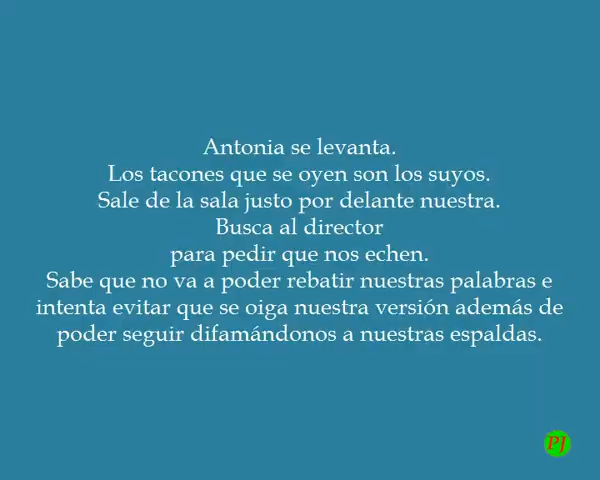 Antonia se levanta.
Los tacones que se oyen son los suyos.
Sale de la sala justo por delante nuestra.
Busca al director
para pedir que nos echen.
Sabe que no va a poder rebatir nuestras palabras e
intenta evitar que se oiga nuestra versión además de
poder seguir difamándonos a nuestras espaldas.
PJ